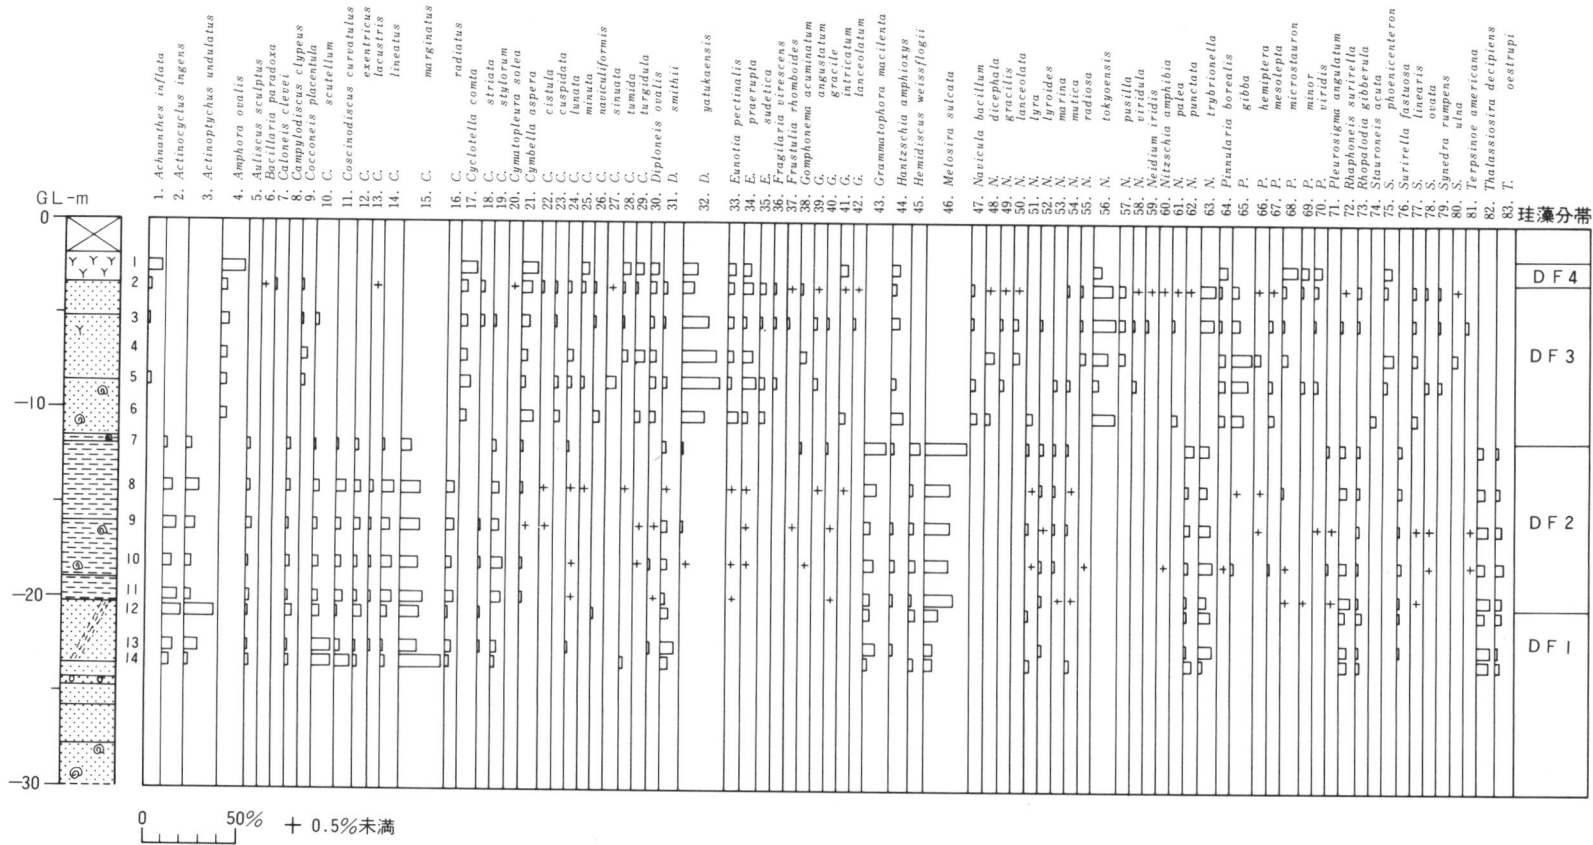 1. Achnanthes inflata
2. Actinocyclus ingens
3. Actinoptychus undulatus
4. Amphora ovalis
5. Auliscus sculptus
6. Bacillaria paradoxa
7. Caloneis clevei
8. Campylodiscus clypeus
9. Cocconeis placentula
10. C. scutellum
11. Coscinodiscus curvatulus
12. C. exentricus
13. C. lacustris
14. C. lineatus
15. C. marginatus
16. C. radiatus
17. Cyclotella comta
18. C. striata
19. C. stytorum
20. Cymatopleura solea
21. Cymbella aspera
22. C. cistula
23. C. cuspidata
24. C. lunata
25. C. minuta
26. C. naviculiformis
27. C. sinuata
28. C. tumida
29. C. turgidula
30. Diploneis ovalis
31. D. smithii
32. D. yatukaensis
33. Eunotia pectinalis
34. E. praerupta
35. E. sudetica
36. Fragilaria virescens
37. Frustulia rhomboides
38. Gomphonema acuminatum
39. G. angustatum
40. G. gracile
41. G. intricatum
42. G. lanceolatum
43. Grammatophora macilenta
44. Hantzschia amphioxys
45. Hemidiscus weissflogii
46. Melosira sulcata
47. Navicula bacillum
48. N. dicephala
49. N. gracilis
50. N. lanceolata
51. N. lyra
52. N. lyroides
53. N. marina
54. N. mutica
55. N. radiosa
56. N. tokyoensis
57. N. pusilla
58. N. viridula
59. Neidium iridis
60. Nitzschia amphibia
61. N. palea
62. N. punctata
63. N. trybrionella
64. Pinnularia borealis
65. P. gibba
66. P. hemiptera
67. P. mesolepta
68. P. microstauron
69. P. minor
70. P. viridis
71. Pleurosigma angulatum
72. Rhaphoneis surirella
73. Rhopalodia gibberula
74. Stauroneis acuta
75. S. phoenicenteron
76. Surirella fastuosa
77. S. linearis
78. S. ovata
79. Synedra rumpens
80. S. ulna
81. Terpsinoe americana
82. Thalassiosira decipiens
83. T. oestrupi
GL-m
珪藻分帯
0
-10
-20
-30
1
2
3
4
5
6
7
8
9
10
11
12
13
14
DF4
DF3
DF2
DF1
0 50% + 0.5%未満